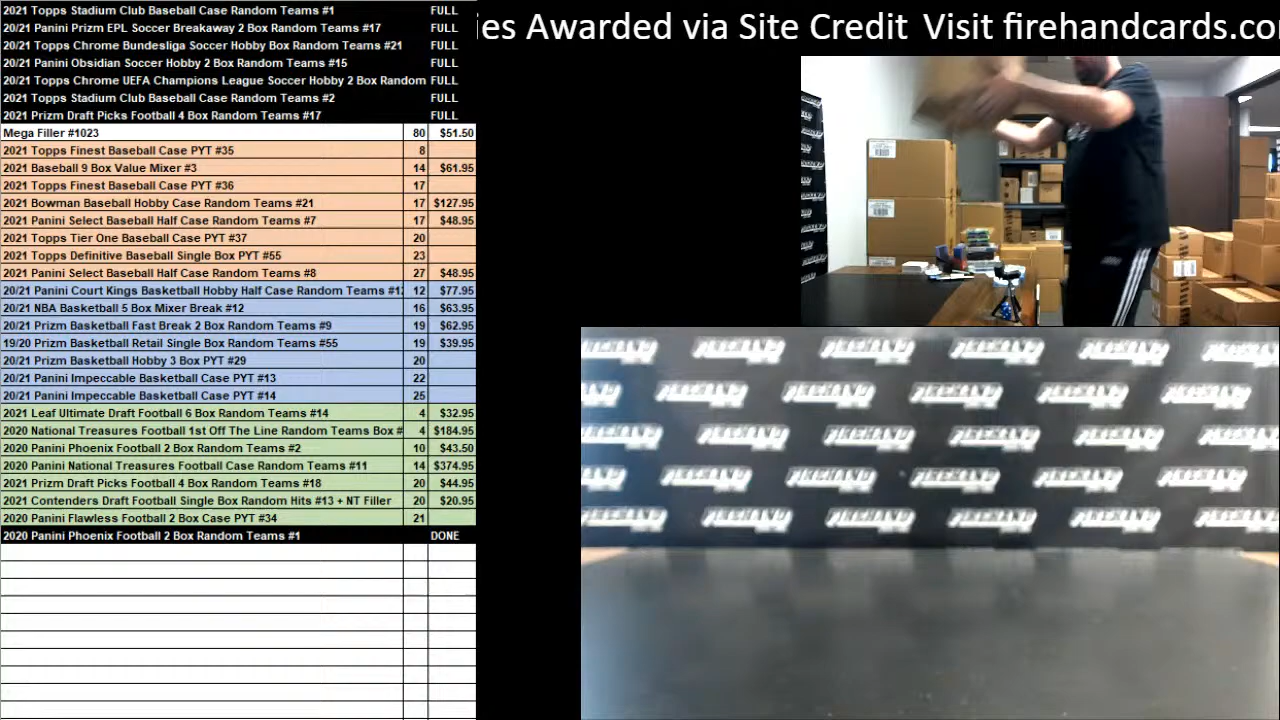 2021 Topps Stadium Club Baseball Case Random Teams #1 FULL
20/21 Panini Prizm EPL Soccer Breakaway 2 Box Random Teams #17 FULL
20/21 Topps Chrome Bundesliga Soccer Hobby Box Random Teams #21 FULL
20/21 Panini Obsidian Soccer Hobby 2 Box Random Teams #15 FULL
20/21 Topps Chrome UEFA Champions League Soccer Hobby 2 Box Random FULL
2021 Topps Stadium Club Baseball Case Random Teams #2 FULL
2021 Prizm Draft Picks Football 4 Box Random Teams #17 FULL
Mega Filler #1023 80 $51.50
2021 Topps Finest Baseball Case PYT #35 8
2021 Baseball 9 Box Value Mixer #3 14 $61.95
2021 Topps Finest Baseball Case PYT #36 17
2021 Bowman Baseball Hobby Case Random Teams #21 17 $127.95
2021 Panini Select Baseball Half Case Random Teams #7 17 $48.95
2021 Topps Tier One Baseball Case PYT #37 20
2021 Topps Definitive Baseball Single Box PYT #55 23
2021 Panini Select Baseball Half Case Random Teams #8 27 $48.95
20/21 Panini Court Kings Basketball Hobby Half Case Random Teams 12 $77.95
20/21 NBA Basketball 5 Box Mixer Break #12 16 $63.95
20/21 Prizm Basketball Fast Break 2 Box Random Teams #9 19 $62.95
19/20 Prizm Basketball Retail Single Box Random Teams #55 19 $39.95
20/21 Prizm Basketball Hobby 3 Box PYT #29 20
20/21 Panini Impeccable Basketball Case PYT #13 22
20/21 Panini Impeccable Basketball Case PYT #14 25
2021 Leaf Ultimate Draft Football 6 Box Random Teams #14 4 $32.95
2020 National Treasures Football 1st Off The Line Random Teams Box # 4 $184.95
2020 Panini Phoenix Football 2 Box Random Teams #2 10 $43.50
2020 Panini National Treasures Football Case Random Teams #11 14 $374.95
2021 Prizm Draft Picks Football 4 Box Random Teams #18 20 $44.95
2021 Contenders Draft Football Single Box Random Hits #13 + NT Filler 20 $20.95
2020 Panini Flawless Football 2 Box Case PYT #34 21
2020 Panini Phoenix Football 2 Box Random Teams #1 DONE
ies Awarded via Site Credit Visit firehandcards.co